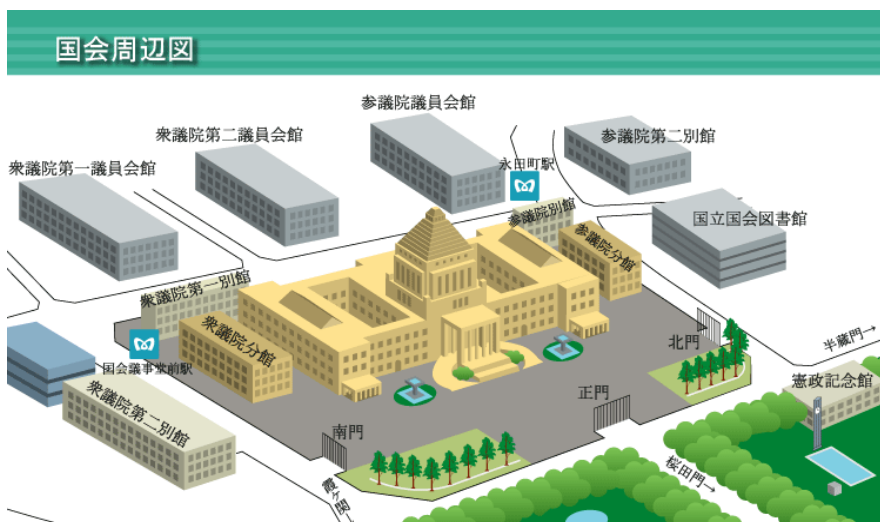 国会周辺図
参議院議員会館
衆議院第二議員会館
参議院第二別館
衆議院第一議員会館
永田町駅
参議院別館
国立国会図書館
参議院分館
衆議院第一別館
衆議院分館
国会議事堂前駅
北門
半蔵門→
衆議院第二別館
憲政記念館
正門
南門
桜田門→
霞ヶ関